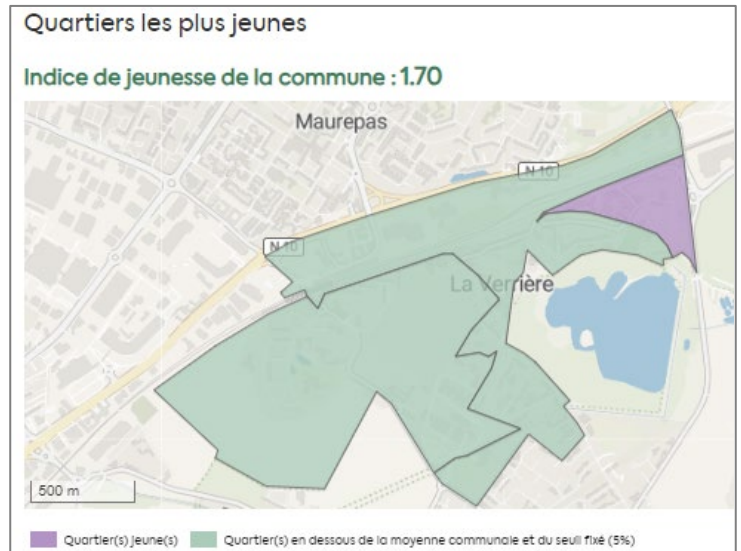 Quartiers les plus jeunes
Indice de jeunesse de la commune : 1.70
Maurepas
N 10
N 10
La Verrière
500 m
Quartier(s) jeune(s)
Quartier(s) en dessous de la moyenne communale et du seuil fixé (5%)